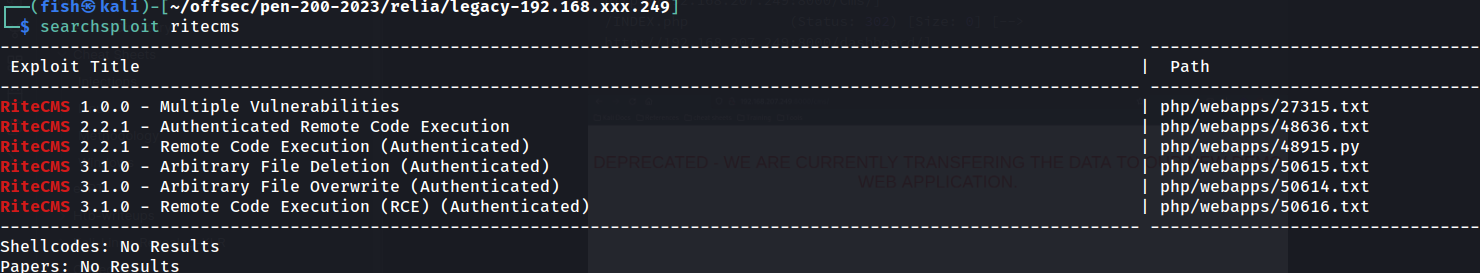 (fish㉿kali)-[~/offsec/pen-200-2023/relia/legacy-192.168.xxx.249]
$ searchsploit ritecms
Exploit Title | Path
RiteCMS 1.0.0 - Multiple Vulnerabilities | php/webapps/27315.txt
RiteCMS 2.2.1 - Authenticated Remote Code Execution | php/webapps/48636.txt
RiteCMS 2.2.1 - Remote Code Execution (Authenticated) | php/webapps/48915.py
RiteCMS 3.1.0 - Arbitrary File Deletion (Authenticated) | php/webapps/50615.txt
RiteCMS 3.1.0 - Arbitrary File Overwrite (Authenticated) | php/webapps/50614.txt
RiteCMS 3.1.0 - Remote Code Execution (RCE) (Authenticated) | php/webapps/50616.txt
Shellcodes: No Results
Papers: No Results
DEPRECATED - WE ARE CURRENTLY TRANSFERING THE DATA TO
WEB APPLICATION.